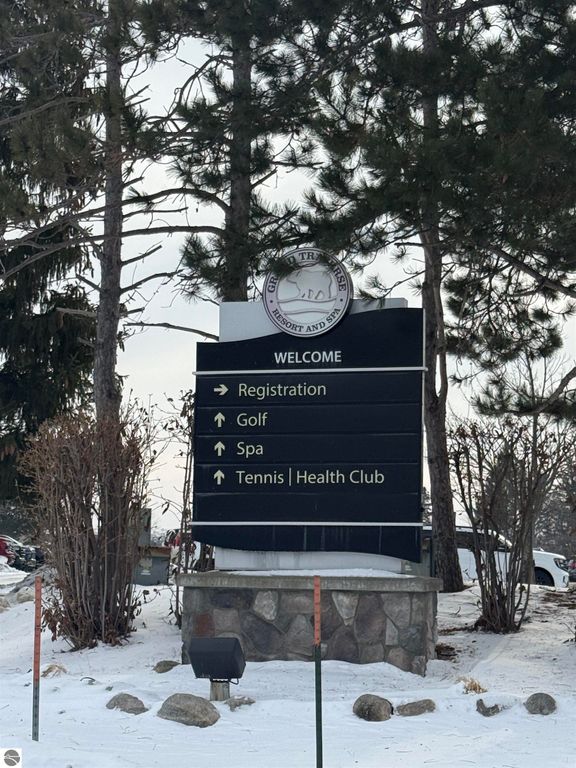 GRAND TRAVERSE
RESORT AND SPA
WELCOME
→ Registration
↑ Golf
↑ Spa
↑ Tennis | Health Club